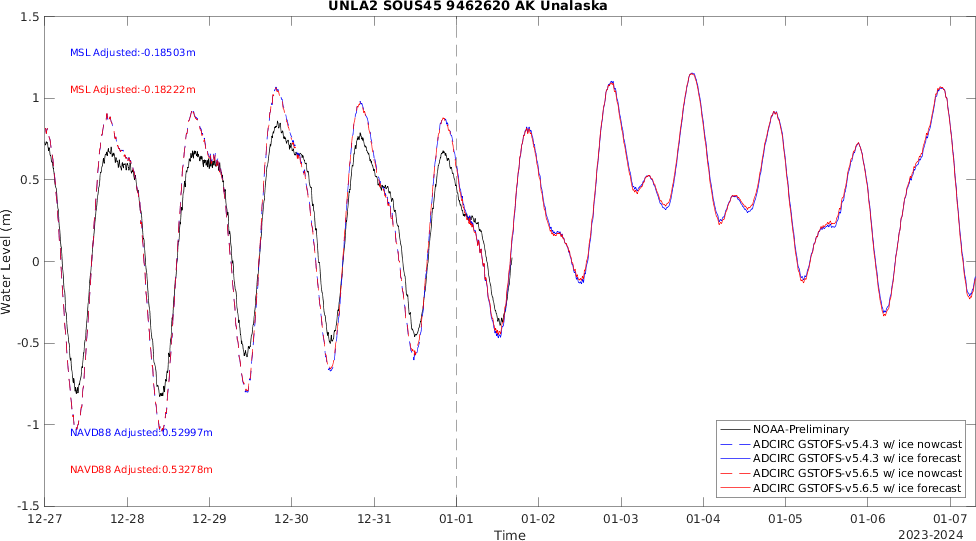 UNLA2 SOUS45 9462620 AK Unalaska
1.5
MSL Adjusted:-0.18503m
MSL Adjusted:-0.18222m
1
0.5
0
-0.5
-1
-1.5
Water Level (m)
NAVD88 Adjusted:0.52997m
NAVD88 Adjusted:0.53278m
NOAA-Preliminary
ADCIRC GSTOFS-v5.4.3 w/ ice nowcast
ADCIRC GSTOFS-v5.4.3 w/ ice forecast
ADCIRC GSTOFS-v5.6.5 w/ ice nowcast
ADCIRC GSTOFS-v5.6.5 w/ ice forecast
12-27 12-28 12-29 12-30 12-31 01-01 01-02 01-03 01-04 01-05 01-06 01-07
Time
2023-2024